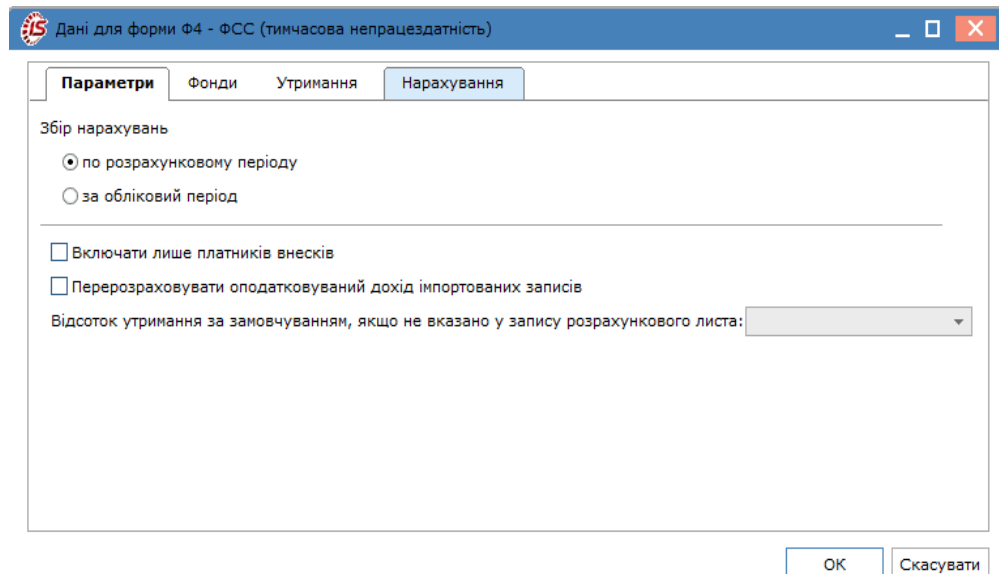 Дані для форми Ф4 - ФСС (тимчасова непрацездатність)
Параметри Фонди Утримання Нарахування
Збір нарахувань
по розрахунковому періоду
за обліковий період
Включати лише платників внесків
Перерозраховувати оподатковуваний дохід імпортованих записів
Відсоток утримання за замовчуванням, якщо не вказано у запису розрахункового листа:
ОК Скасувати